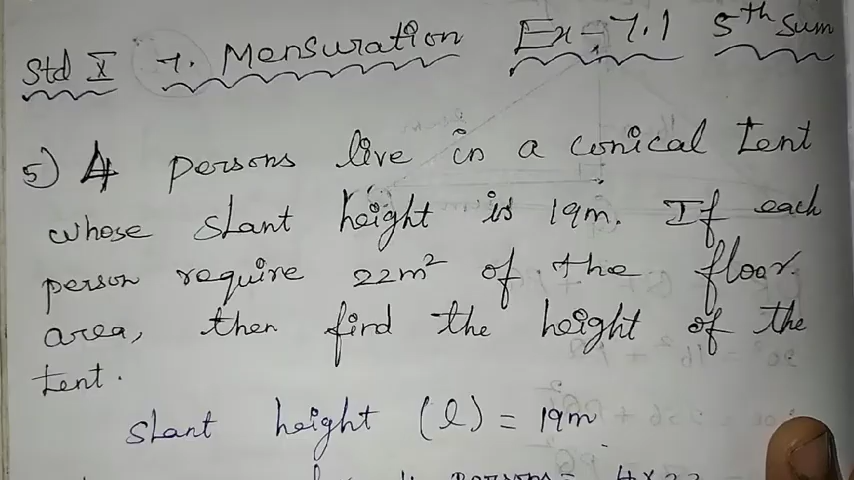 Std X 7. Mensuration Ex-7.1 5th Sum
5) 4 persons live in a conical tent
whose slant height is 19m. If each
person require 22m² of the floor
area, then find the height of the
tent.
slant height (l) = 19m
persons = 4x22